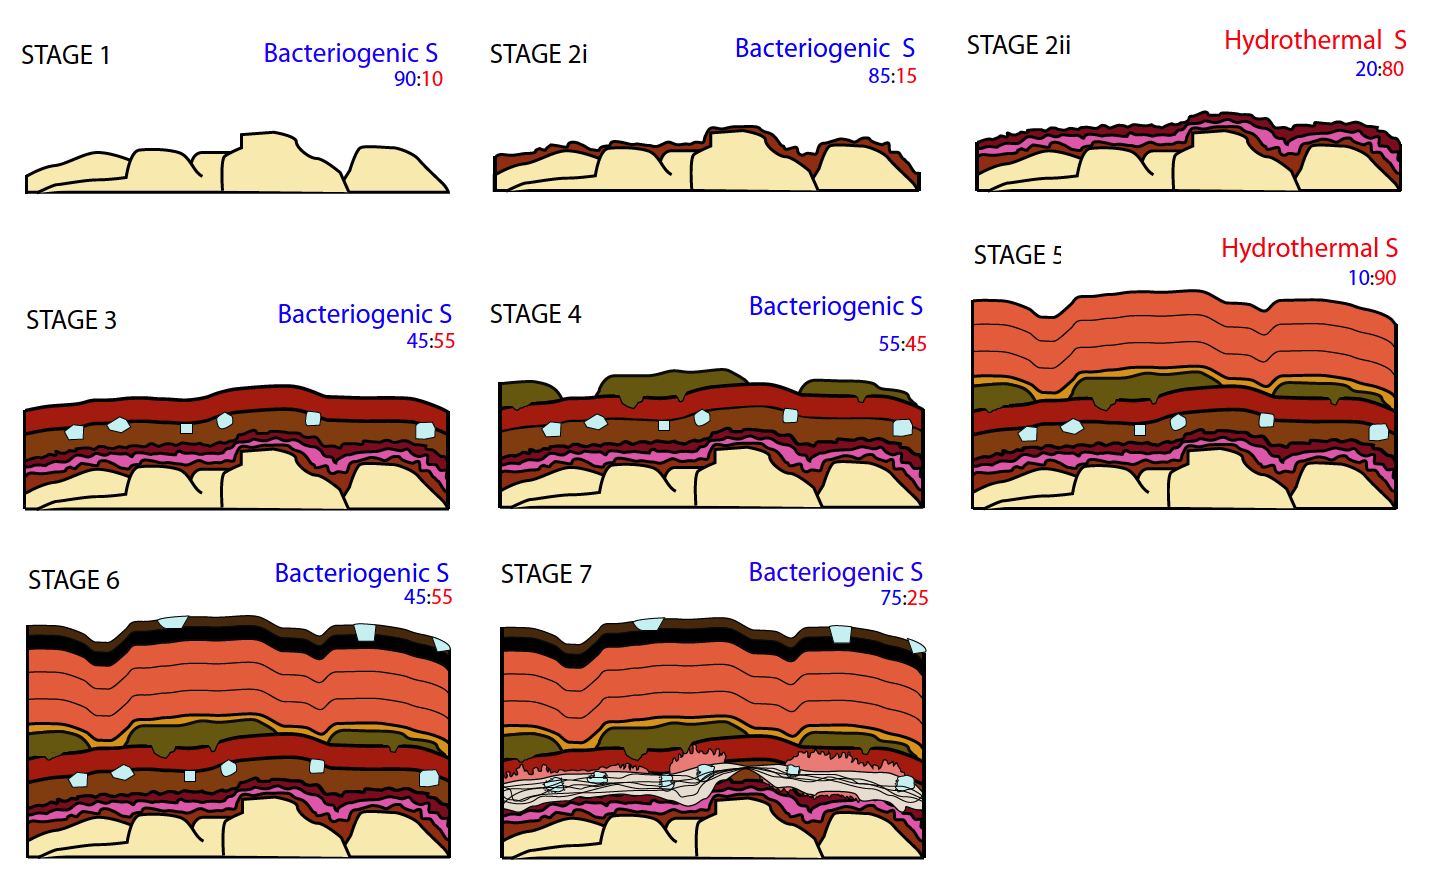 STAGE 1
Bacteriogenic S
90:10
STAGE 2i
Bacteriogenic S
85:15
STAGE 2ii
Hydrothermal S
20:80
STAGE 3
Bacteriogenic S
45:55
STAGE 4
Bacteriogenic S
55:45
STAGE 5
Hydrothermal S
10:90
STAGE 6
Bacteriogenic S
45:55
STAGE 7
Bacteriogenic S
75:25